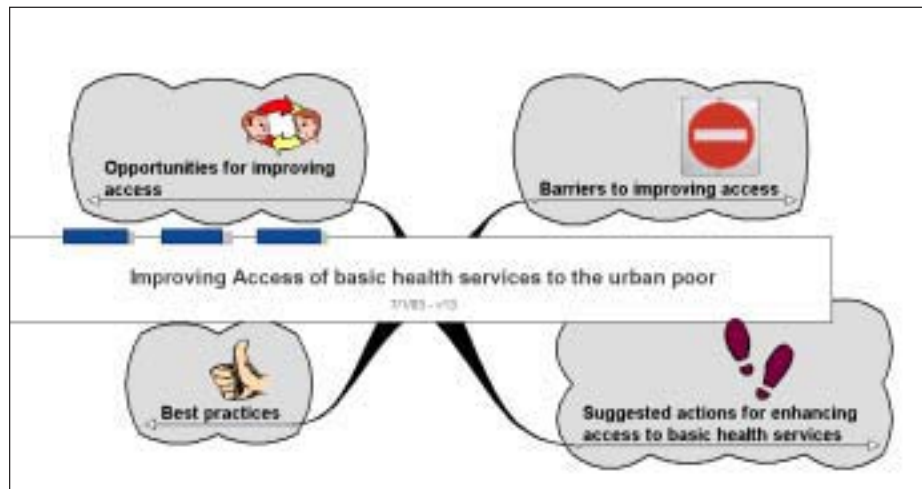 Opportunities for improving
access
Barriers to improving access
Improving Access of basic health services to the urban poor
Best practices
Suggested actions for enhancing
access to basic health services